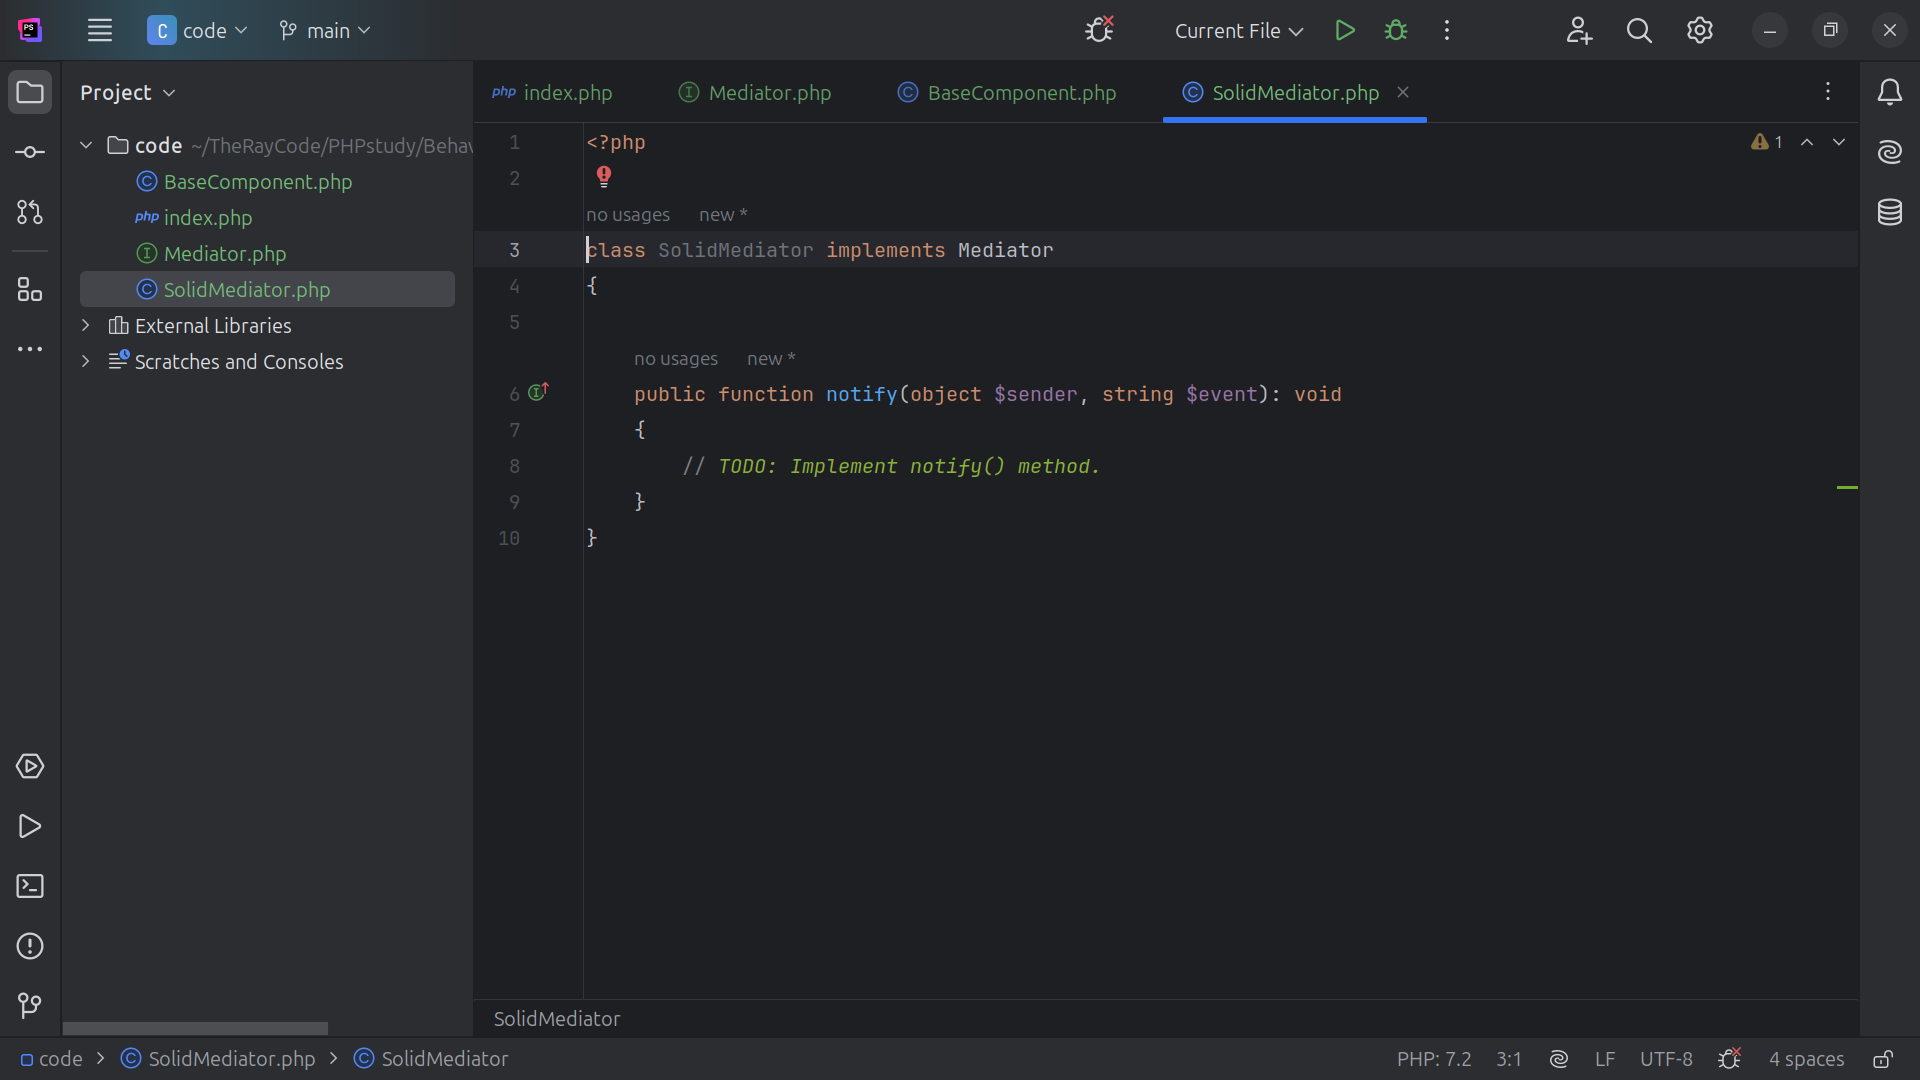 PS
C code
main
Current File
Project
php index.php
Mediator.php
C BaseComponent.php
C SolidMediator.php
code ~/TheRayCode/PHPstudy/Behav
C BaseComponent.php
php index.php
Mediator.php
C SolidMediator.php
External Libraries
Scratches and Consoles
1 <?php
1
2
no usages new *
3 class SolidMediator implements Mediator
4 {
5
no usages new *
6 public function notify(object $sender, string $event): void
7 {
8 // TODO: Implement notify() method.
9 }
10 }
SolidMediator
code > C SolidMediator.php > C SolidMediator
PHP: 7.2 3:1 LF UTF-8 4 spaces